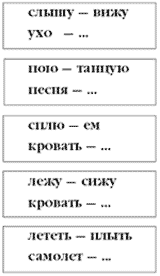 слышу – вижу
ухо – ...
пою – танцую
песня – ...
сплю – ем
кровать – ...
лежу – сижу
кровать – ...
лететь – плыть
самолет – ...